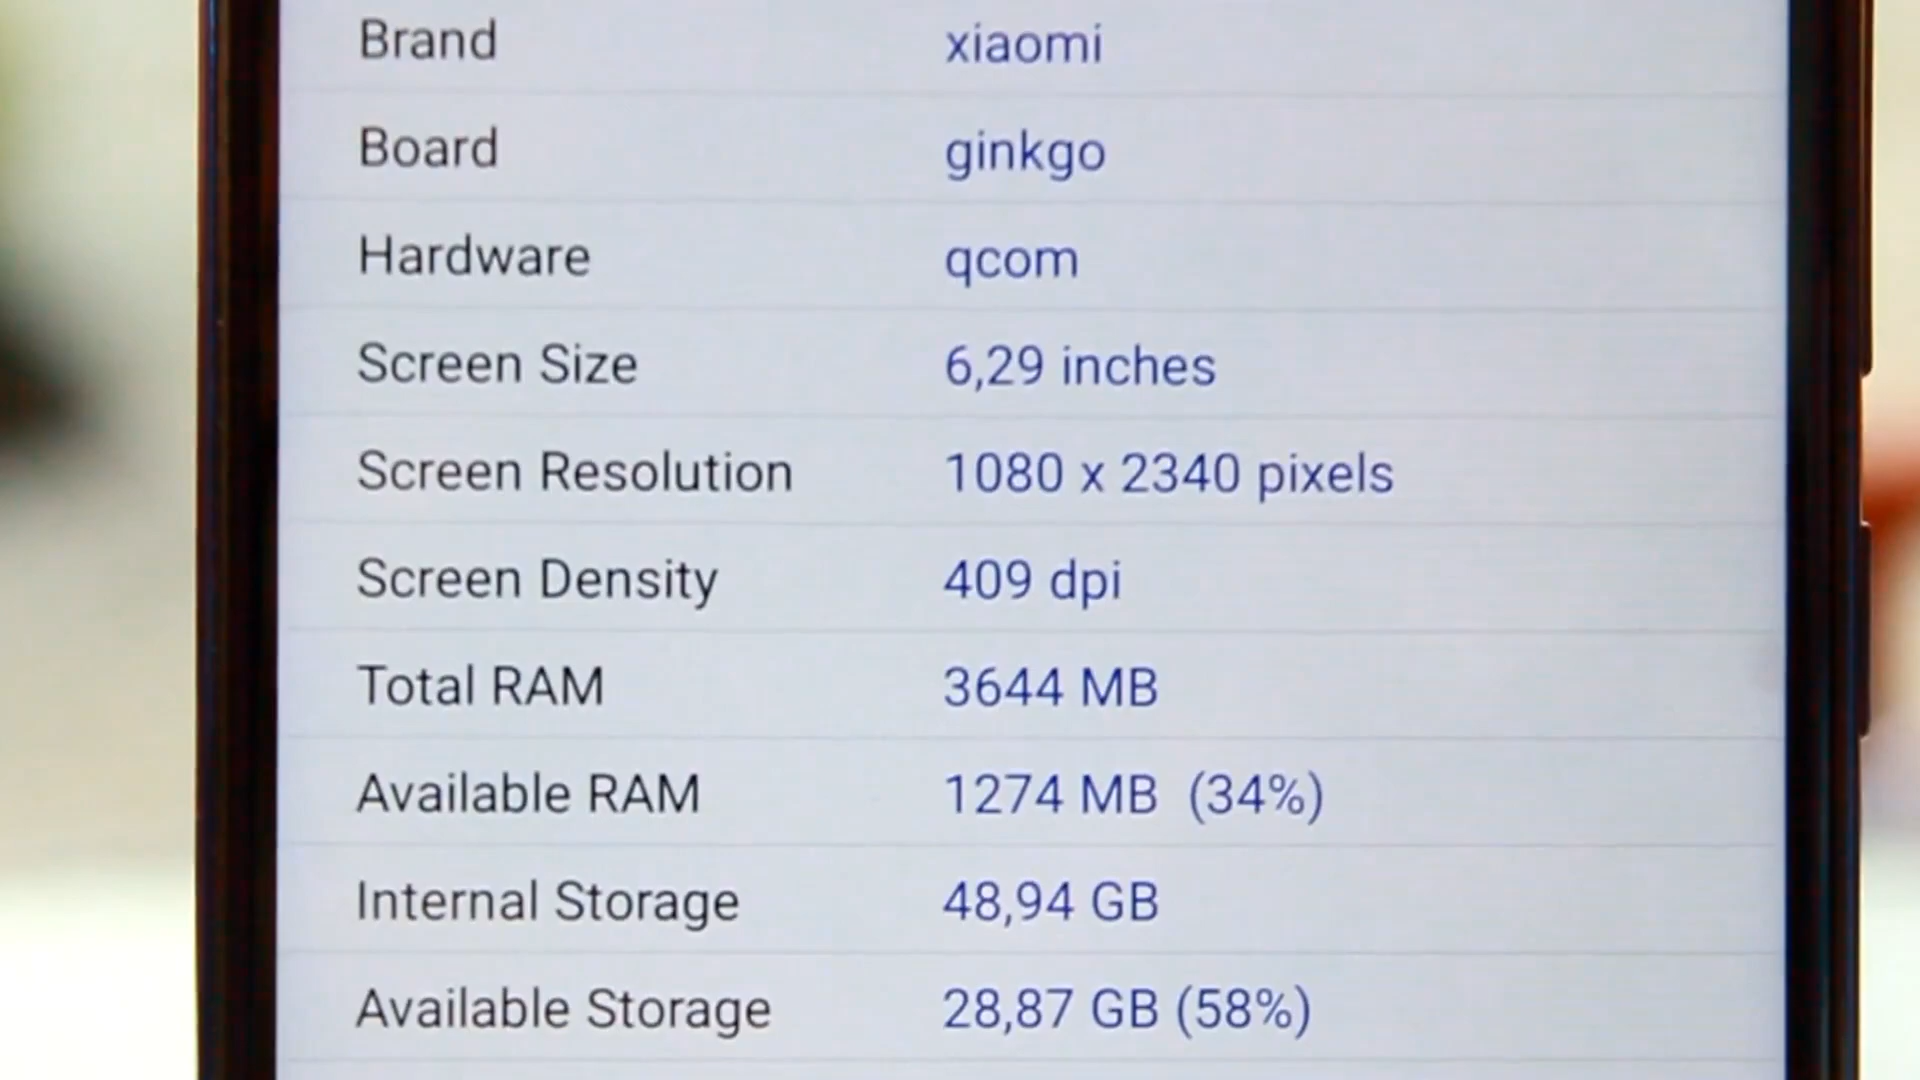 Brand xiaomi
Board ginkgo
Hardware qcom
Screen Size 6,29 inches
Screen Resolution 1080 x 2340 pixels
Screen Density 409 dpi
Total RAM 3644 MB
Available RAM 1274 MB (34%)
Internal Storage 48,94 GB
Available Storage 28,87 GB (58%)